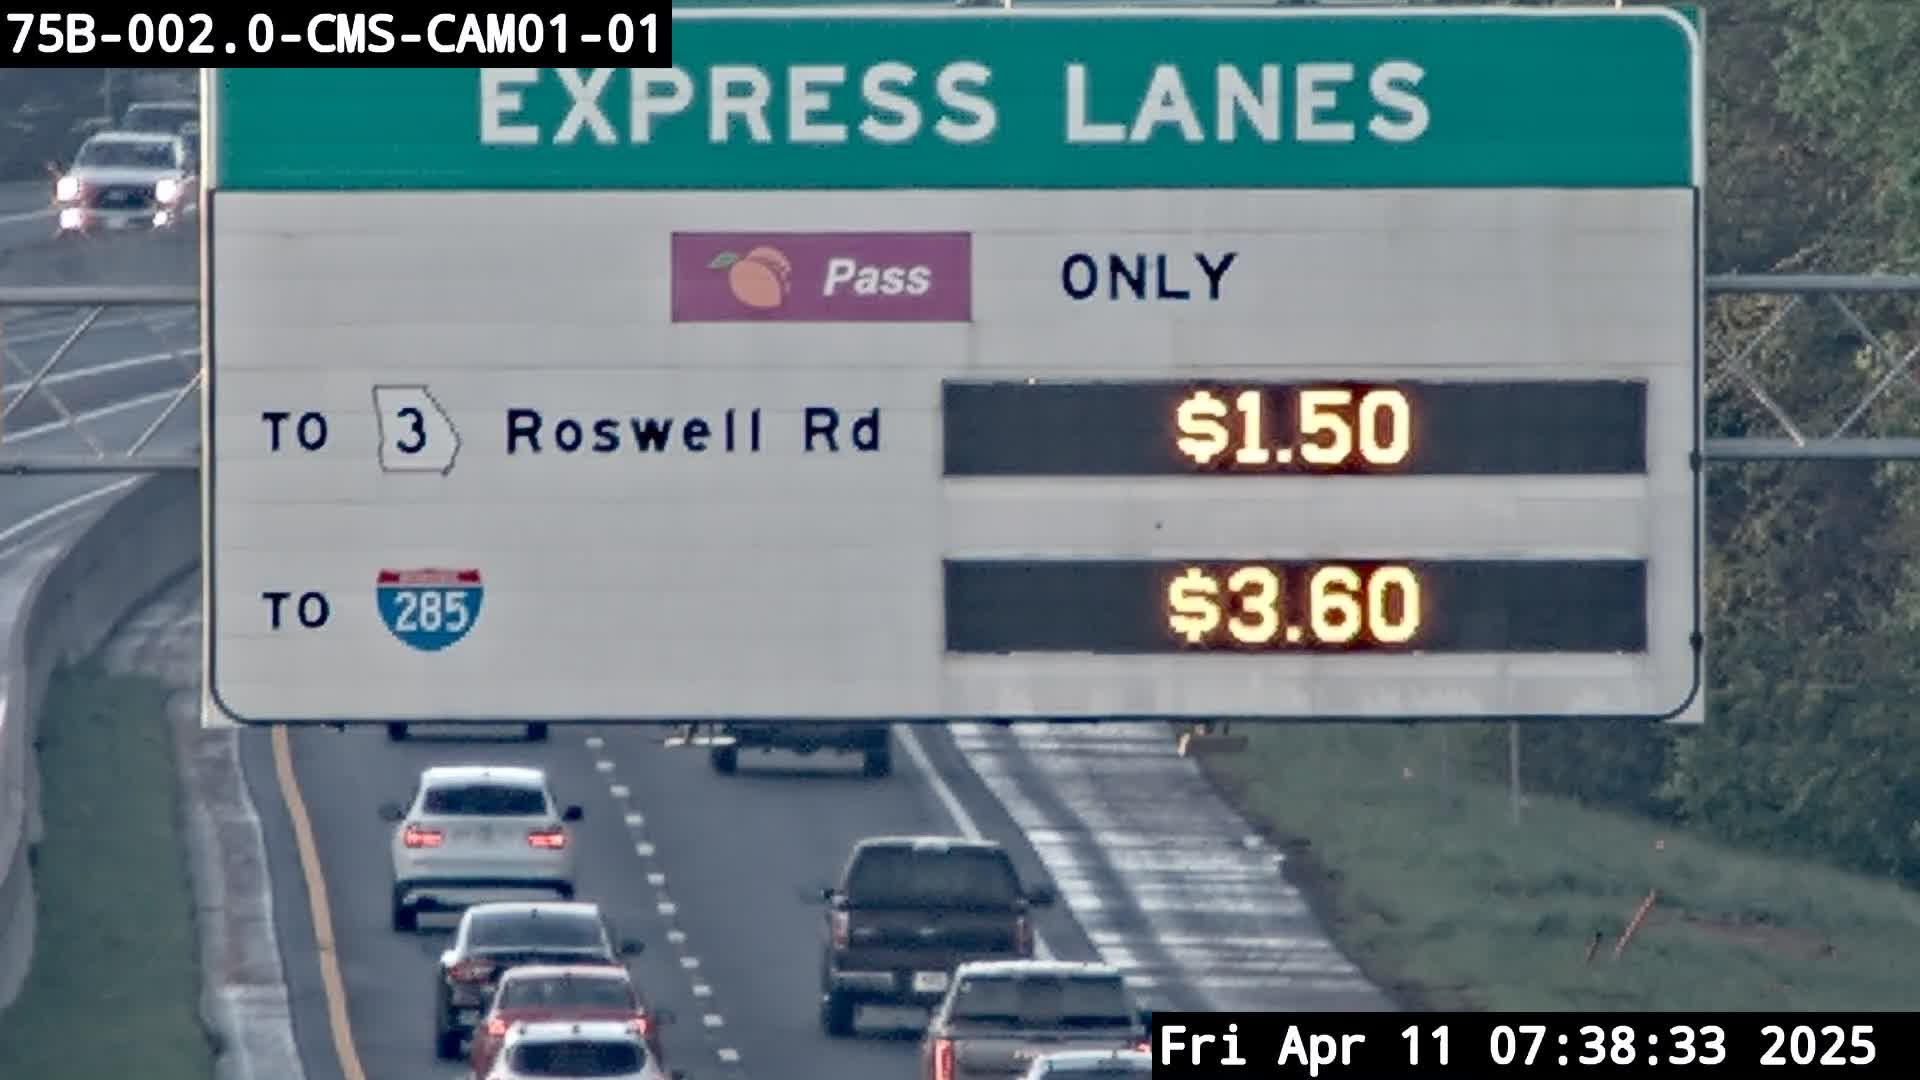 75B-002.0-CMS-CAM01-01
EXPRESS LANES
Pass ONLY
TO 3 Roswell Rd $1.50
TO 285 $3.60
Fri Apr 11 07:38:33 2025